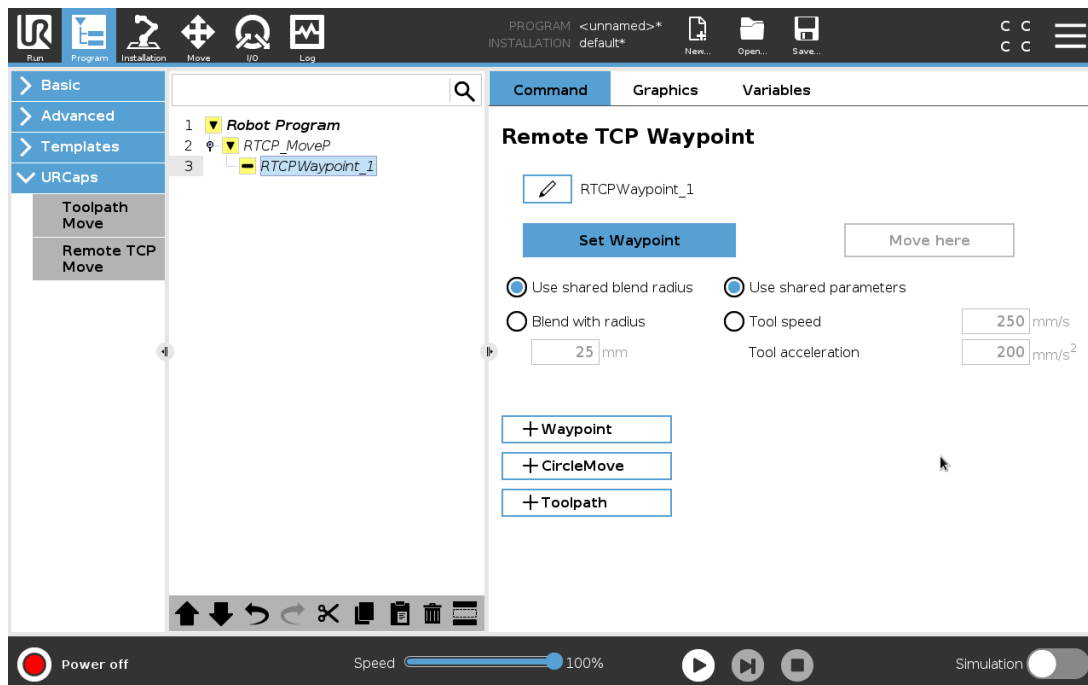 UR
PROGRAM <unnamed>*
INSTALLATION default*
Run Program Installation Move I/O Log
New... Open... Save...
C C
C C
Basic
Advanced
Templates
URCaps
Toolpath
Move
Remote TCP
Move
1 Robot Program
2 RTCP_MoveP
3 RTCPWaypoint_1
Command Graphics Variables
Remote TCP Waypoint
RTCPWaypoint_1
Set Waypoint Move here
Use shared blend radius Use shared parameters
Blend with radius Tool speed 250 mm/s
25 mm Tool acceleration 200 mm/s²
+Waypoint
+CircleMove
+Toolpath
Power off Speed 100% Simulation